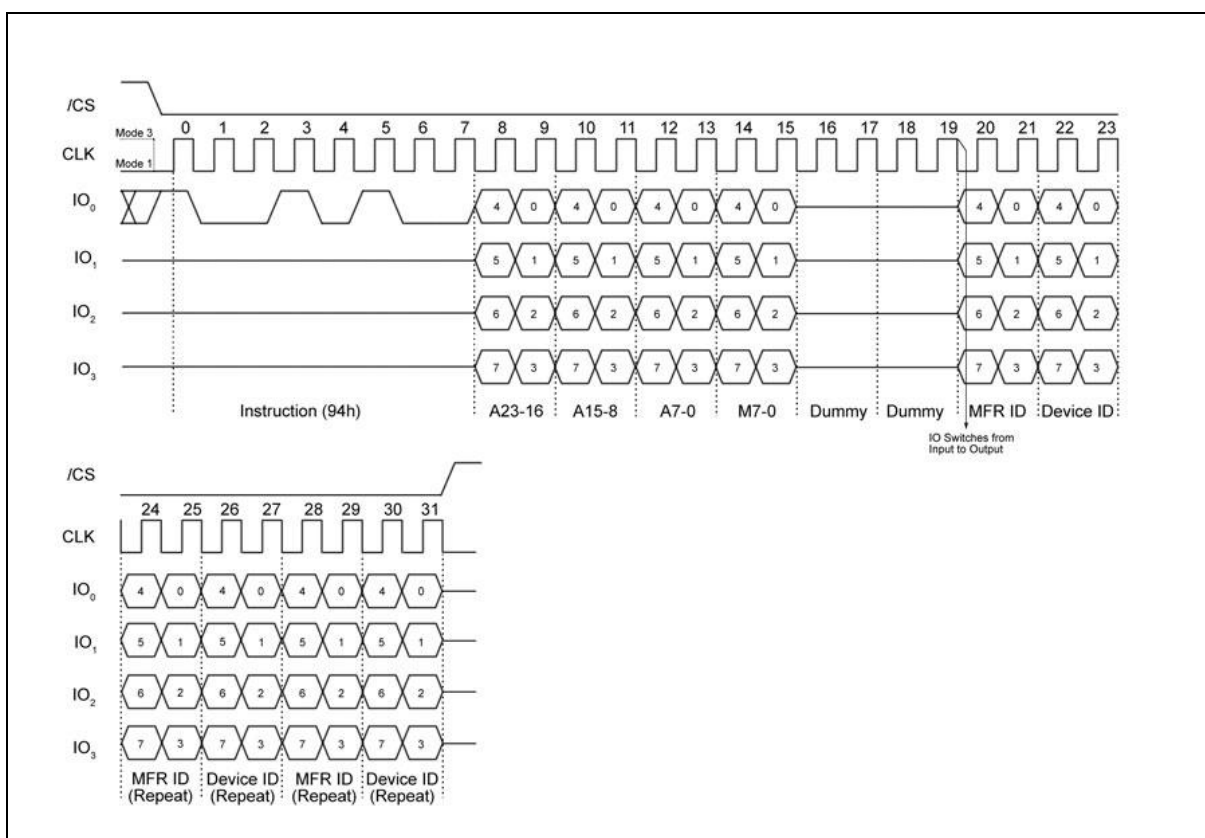 /CS
0 1 2 3 4 5 6 7 8 9 10 11 12 13 14 15 16 17 18 19 20 21 22 23
Mode 3
CLK
Mode 1
IO0 4 0 4 0 4 0 4 0 4 0 4 0
IO1 5 1 5 1 5 1 5 1 5 1 5 1
IO2 6 2 6 2 6 2 6 2 6 2 6 2
IO3 7 3 7 3 7 3 7 3 7 3 7 3
Instruction (94h) A23-16 A15-8 A7-0 M7-0 Dummy Dummy MFR ID Device ID
IO Switches from
Input to Output
/CS
24 25 26 27 28 29 30 31
CLK
IO0 4 0 4 0 4 0 4 0
IO1 5 1 5 1 5 1 5 1
IO2 6 2 6 2 6 2 6 2
IO3 7 3 7 3 7 3 7 3
MFR ID Device ID MFR ID Device ID
(Repeat) (Repeat) (Repeat) (Repeat)